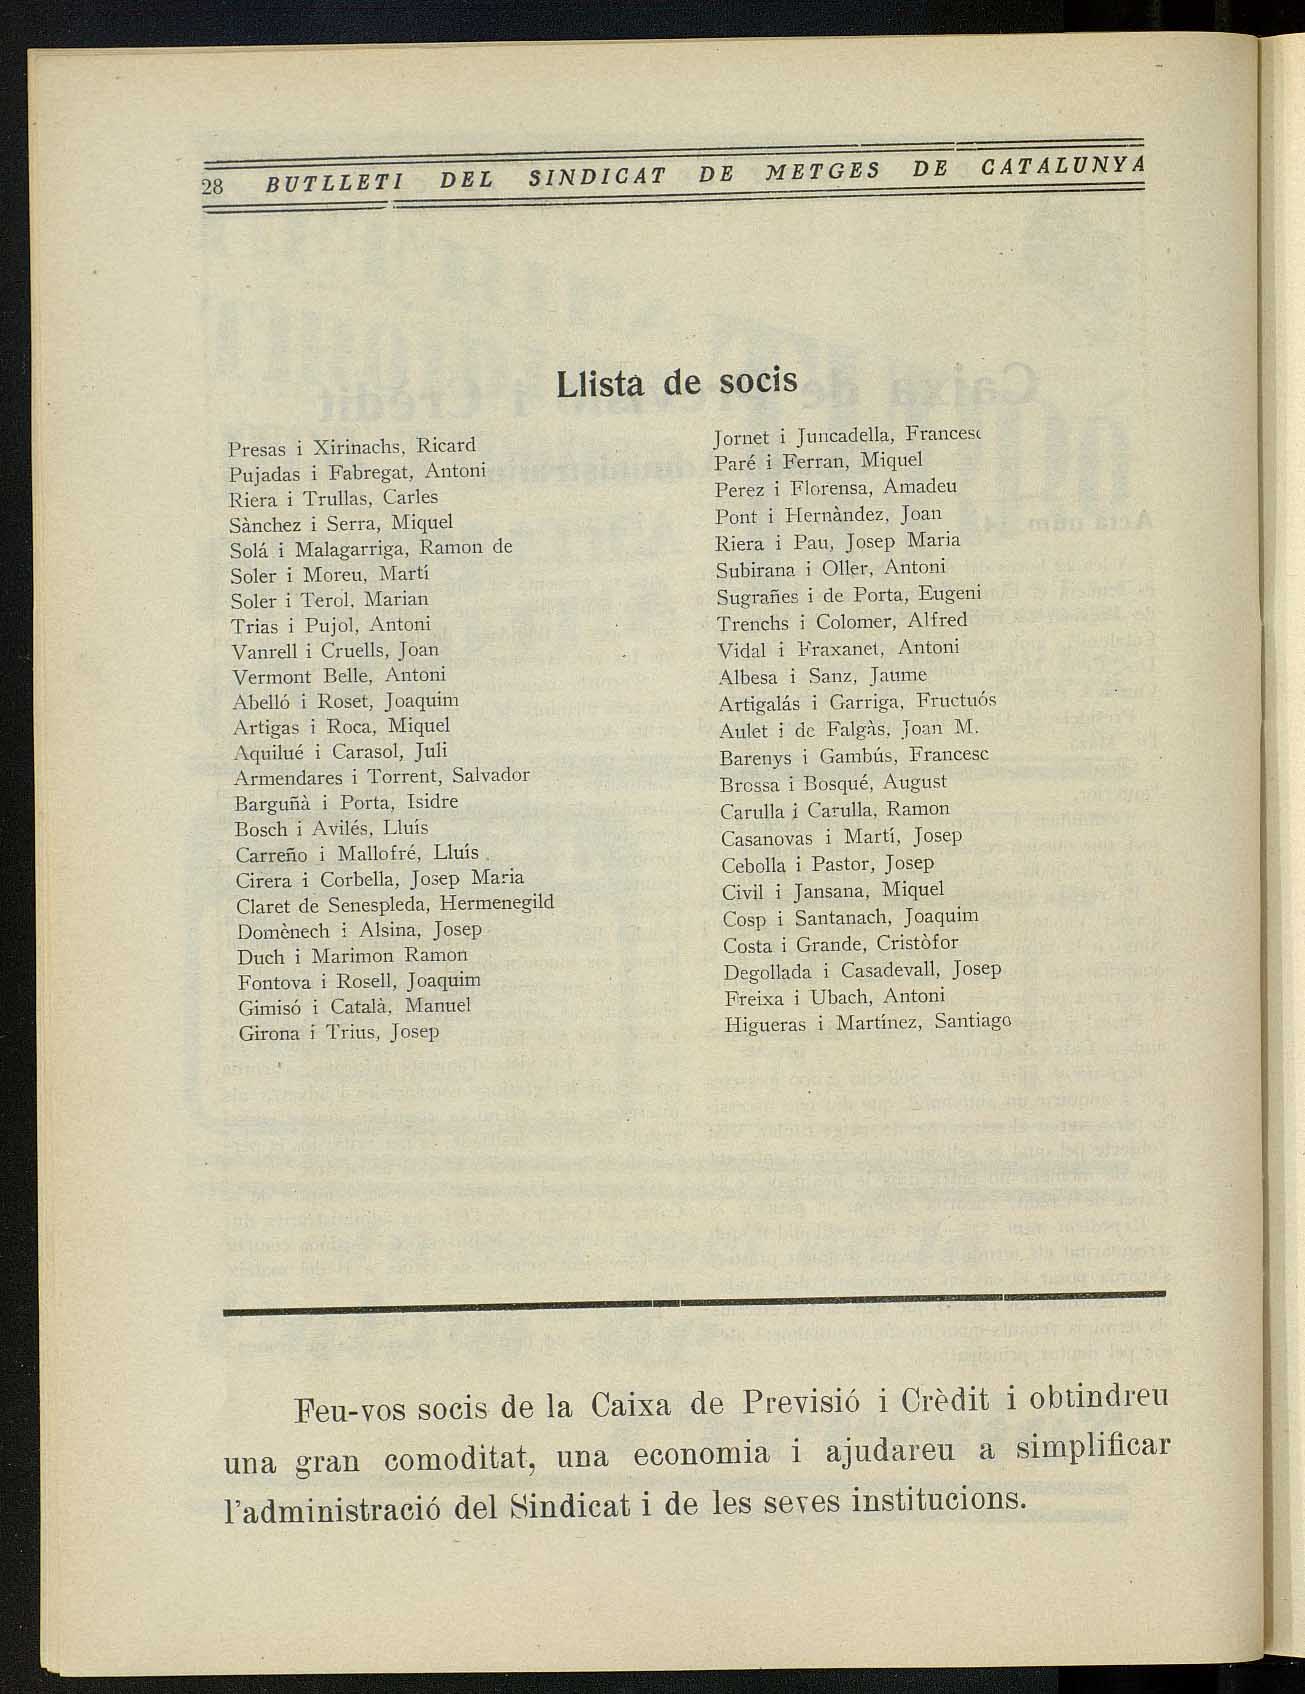 28 BUTLLETI DEL SINDICAT DE METGES DE CATALUNYA
Llista de socis
Presas i Xirinachs, Ricard
Pujadas i Fabregat, Antoni
Riera i Trullas, Carles
Sànchez i Serra, Miquel
Solá i Malagarriga, Ramon de
Soler i Moreu, Martí
Soler i Terol, Marian
Trias i Pujol, Antoni
Vanrell i Cruells, Joan
Vermont Belle, Antoni
Abelló i Roset, Joaquim
Artigas i Roca, Miquel
Aquilué i Carasol, Juli
Armendares i Torrent, Salvador
Barguñà i Porta, Isidre
Bosch i Avilés, Lluís
Carreño i Mallofré, Lluís
Cirera i Corbella, Josep Maria
Claret de Senespleda, Hermenegild
Domènech i Alsina, Josep
Duch i Marimon Ramon
Fontova i Rosell, Joaquim
Gimisó i Català, Manuel
Girona i Trius, Josep
Jornet i Juncadella, Francesc
Paré i Ferran, Miquel
Perez i Florensa, Amadeu
Pont i Hernàndez, Joan
Riera i Pau, Josep Maria
Subirana i Oller, Antoni
Sugrañes i de Porta, Eugeni
Trenchs i Colomer, Alfred
Vidal i Fraxanet, Antoni
Albesa i Sanz, Jaume
Artigalás i Garriga, Fructuós
Aulet i de Falgàs, Joan M.
Barenys i Gambús, Francesc
Brossa i Bosqué, August
Carulla i Carulla, Ramon
Casanovas i Martí, Josep
Cebolla i Pastor, Josep
Civil i Jansana, Miquel
Cosp i Santanach, Joaquim
Costa i Grande, Cristòfor
Degollada i Casadevall, Josep
Freixa i Ubach, Antoni
Higueras i Martínez, Santiago
Feu-vos socis de la Caixa de Previsió i Crèdit i obtindreu
una gran comoditat, una economia i ajudareu a simplificar
l'administració del Sindicat i de les seves institucions.